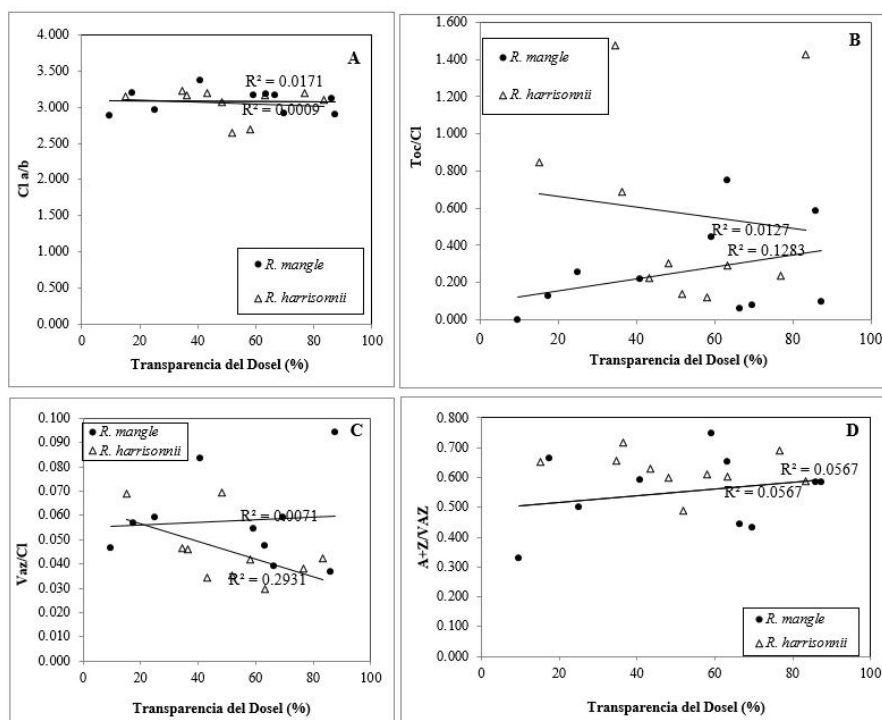 A
4.000
3.500
3.000
2.500
2.000
1.500
1.000
0.500
0.000
Cl a/b
R² = 0.0171
R² = 0.0009
R. mangle
R. harrisonnii
0 20 40 60 80 100
Transparencia del Dosel (%)
B
1.600
1.400
1.200
1.000
0.800
0.600
0.400
0.200
0.000
Toc/Cl
R. mangle
R. harrisonnii
R² = 0.0127
R² = 0.1283
0 20 40 60 80 100
Transparencia del Dosel (%)
C
0.100
0.090
0.080
0.070
0.060
0.050
0.040
0.030
0.020
0.010
0.000
Vaz/Cl
R. mangle
R. harrisonnii
R² = 0.0071
R² = 0.2931
0 20 40 60 80 100
Transparencia del Dosel (%)
D
0.800
0.700
0.600
0.500
0.400
0.300
0.200
0.100
0.000
A+Z/VAZ
R² = 0.0567
R² = 0.0567
R. mangle
R. harrisonnii
0 20 40 60 80 100
Transparencia del Dosel (%)